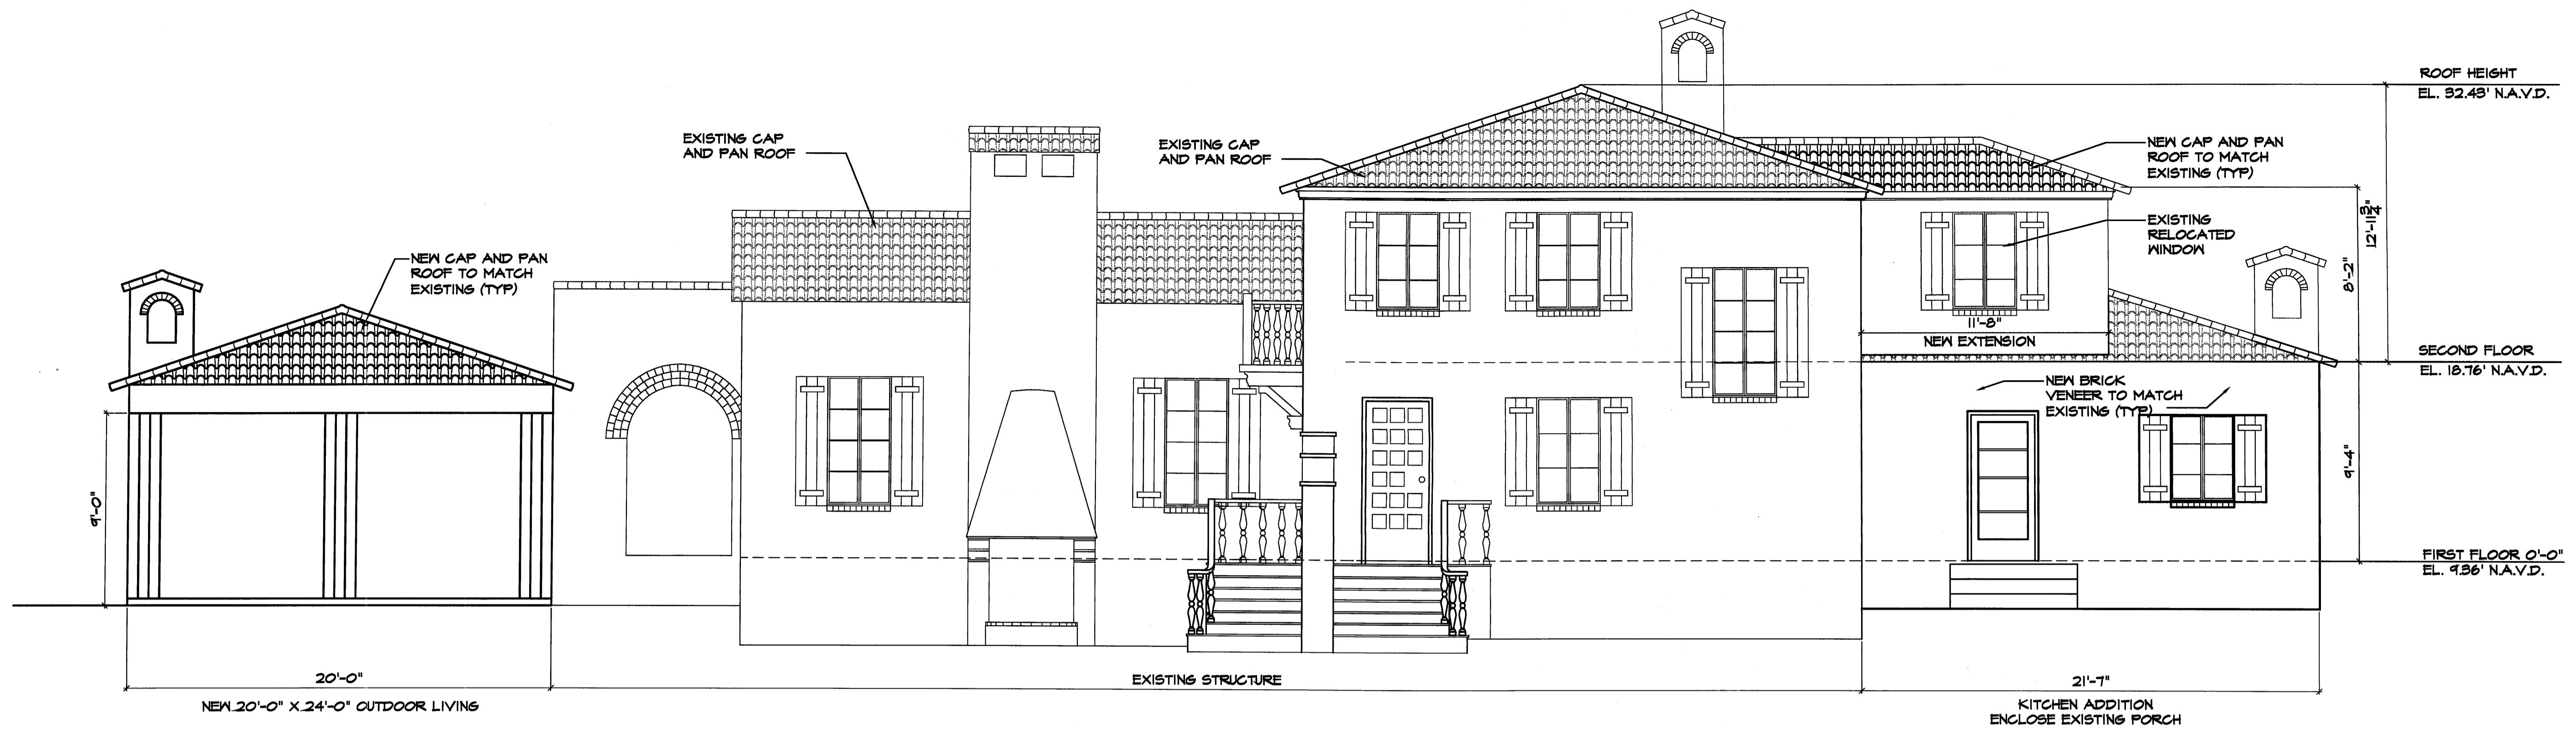 ROOF HEIGHT
EL. 32.43' N.A.V.D.
EXISTING CAP
AND PAN ROOF
EXISTING CAP
AND PAN ROOF
NEW CAP AND PAN
ROOF TO MATCH
EXISTING (TYP)
12'-11 3/4"
EXISTING
RELOCATED
WINDOW
NEW CAP AND PAN
ROOF TO MATCH
EXISTING (TYP)
8'-2"
11'-8"
NEW EXTENSION
SECOND FLOOR
EL. 18.76' N.A.V.D.
NEW BRICK
VENEER TO MATCH
EXISTING (TYP)
9'-4"
9'-0"
FIRST FLOOR 0'-0"
EL. 9.36' N.A.V.D.
20'-0"
EXISTING STRUCTURE
21'-7"
NEW 20'-0" X 24'-0" OUTDOOR LIVING
KITCHEN ADDITION
ENCLOSE EXISTING PORCH